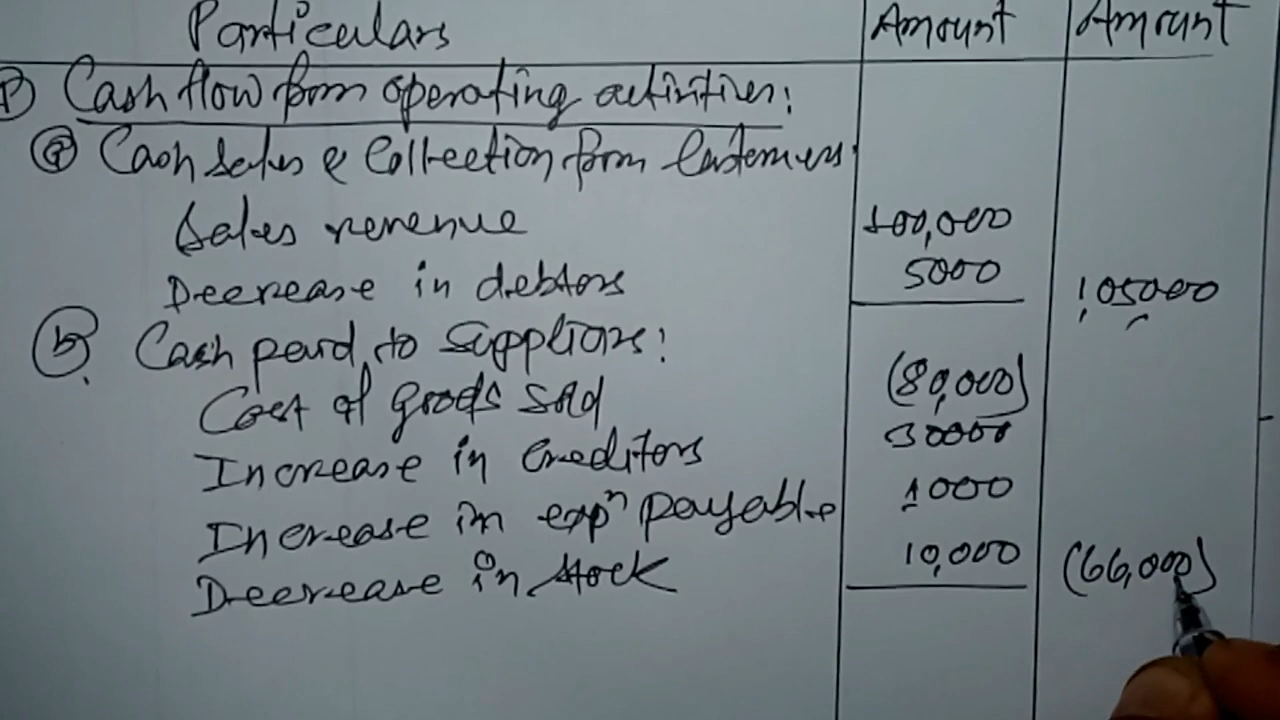 Particulars Amount Amount
① Cash flow from operating activities:
ⓐ Cash Sales & Collection from Customers
Sales revenue 100,000
Decrease in debtors 5000 105000
ⓑ Cash paid to Suppliers:
Cost of goods sold (80,000)
Increase in Creditors 30000
Increase in expⁿ payable 1000
Decrease in stock 10,000 (66,000)